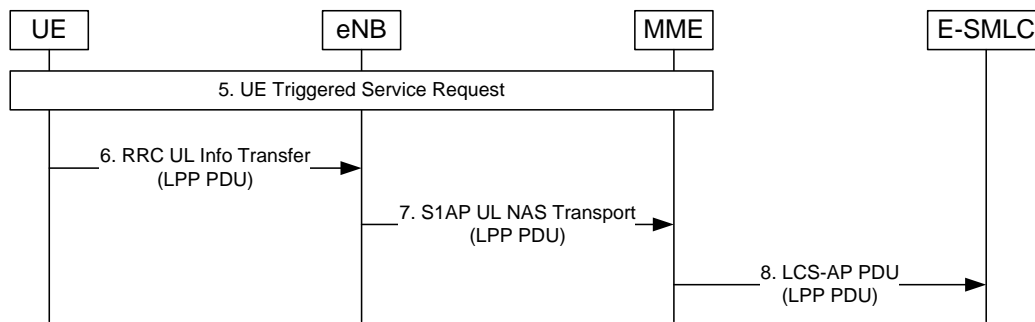 UE
eNB
MME
E-SMLC
5. UE Triggered Service Request
6. RRC UL Info Transfer
(LPP PDU)
7. S1AP UL NAS Transport
(LPP PDU)
8. LCS-AP PDU
(LPP PDU)